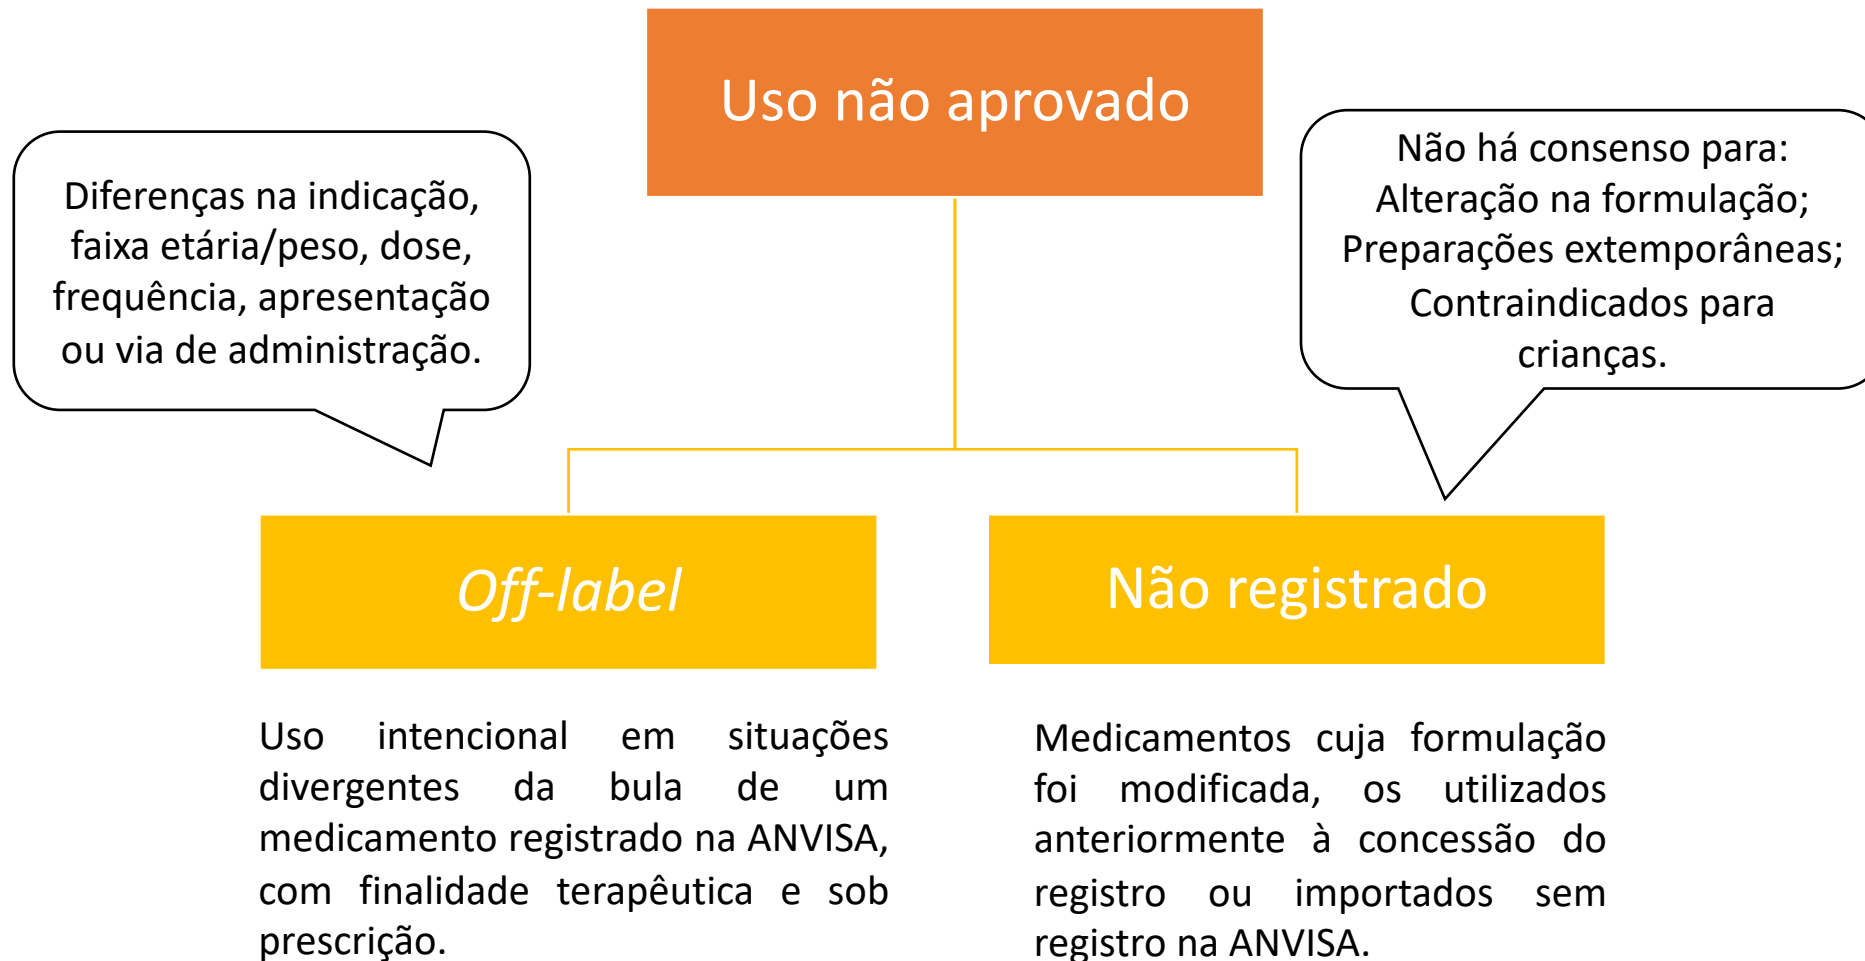 Uso não aprovado
Diferenças na indicação,
faixa etária/peso, dose,
frequência, apresentação
ou via de administração.
Não há consenso para:
Alteração na formulação;
Preparações extemporâneas;
Contraindicados para
crianças.
Off-label
Não registrado
Uso intencional em situações
divergentes da bula de um
medicamento registrado na ANVISA,
com finalidade terapêutica e sob
prescrição.
Medicamentos cuja formulação
foi modificada, os utilizados
anteriormente à concessão do
registro ou importados sem
registro na ANVISA.